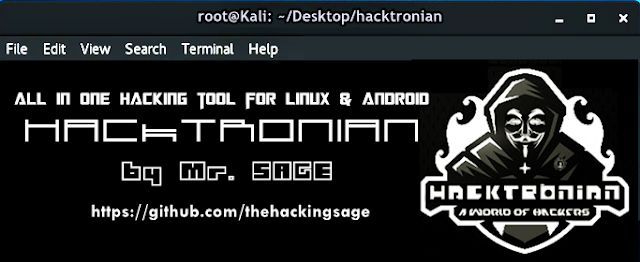 root@Kali: ~/Desktop/hacktronian
File Edit View Search Terminal Help
ALL IN ONE HACKING TOOL FOR LINUX & ANDROID
HACkTRONIAN
by Mr. SAGE
https://github.com/thehackingsage
HACKTRONIAN
A WORLD OF HACKERS